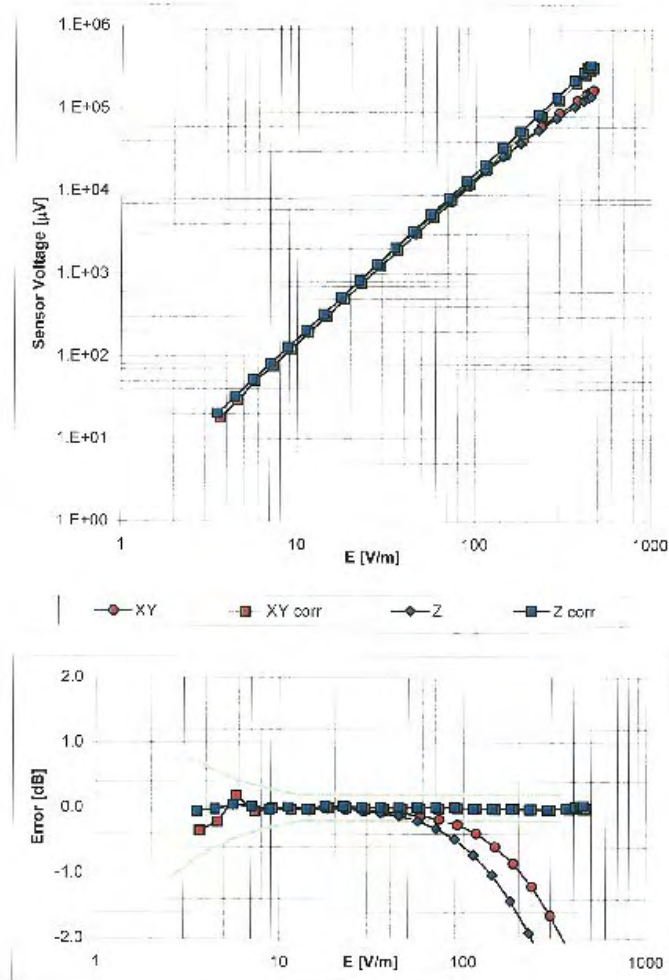 1.E+06
1.E+05
1.E+04
1.E+03
1.E+02
1.E+01
1.E+00
Sensor Voltage [µV]
1 10 100 1000
E [V/m]
XY XY corr Z Z corr
2.0
1.0
0.0
-1.0
-2.0
Error [dB]
1 10 100 1000
E [V/m]